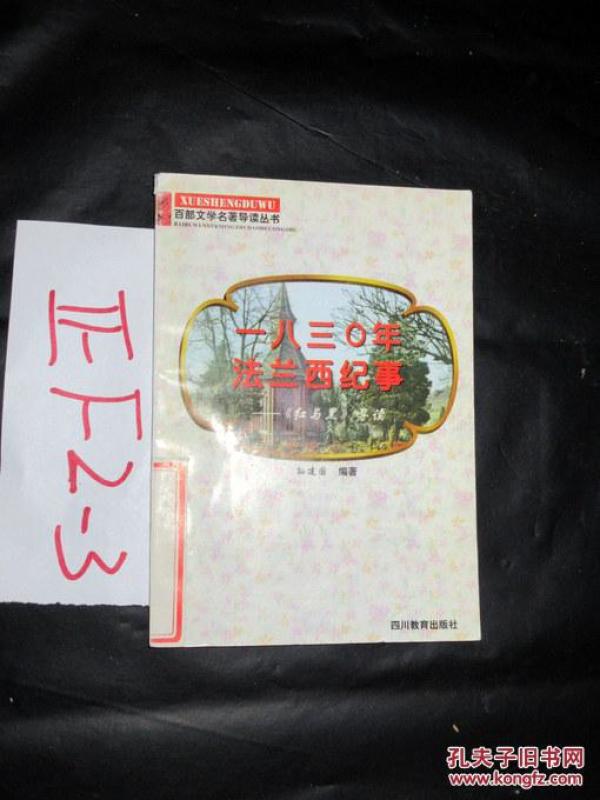 XUESHENGDUWU
百部文学名著导读丛书
一八三〇年
法兰西纪事
——《红与黑》导读
编著
四川教育出版社
正F2-3
孔夫子旧书网
www.kongfz.com